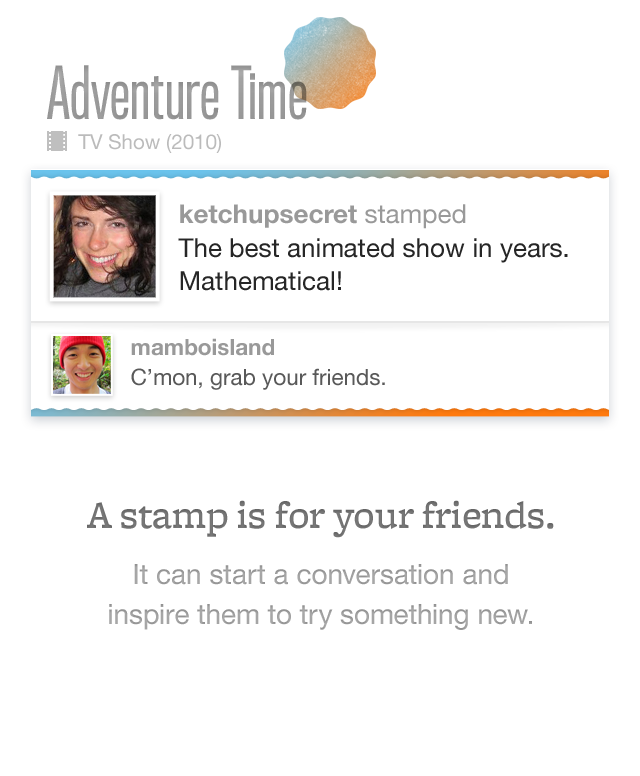 Adventure Time
TV Show (2010)
ketchupsecret stamped
The best animated show in years.
Mathematical!
mamboisland
C’mon, grab your friends.
A stamp is for your friends.
It can start a conversation and
inspire them to try something new.